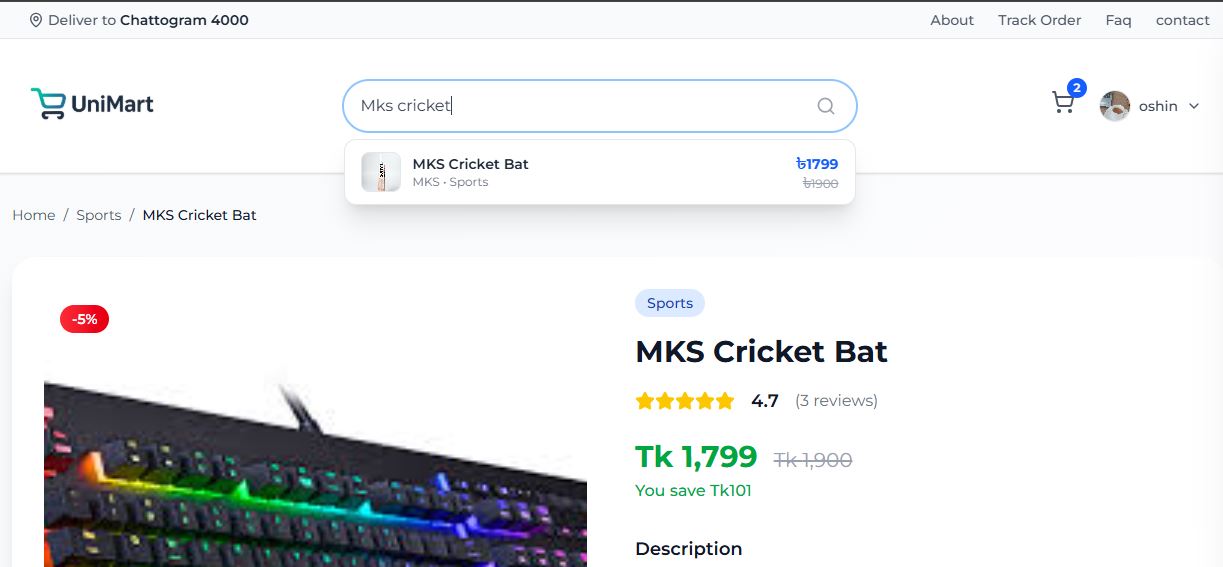 Deliver to Chattogram 4000 About Track Order Faq contact
UniMart
Mks cricket
2
oshin
MKS Cricket Bat ৳1799
MKS • Sports ৳1900
Home / Sports / MKS Cricket Bat
-5%
Sports
MKS Cricket Bat
4.7 (3 reviews)
Tk 1,799 Tk 1,900
You save Tk101
Description